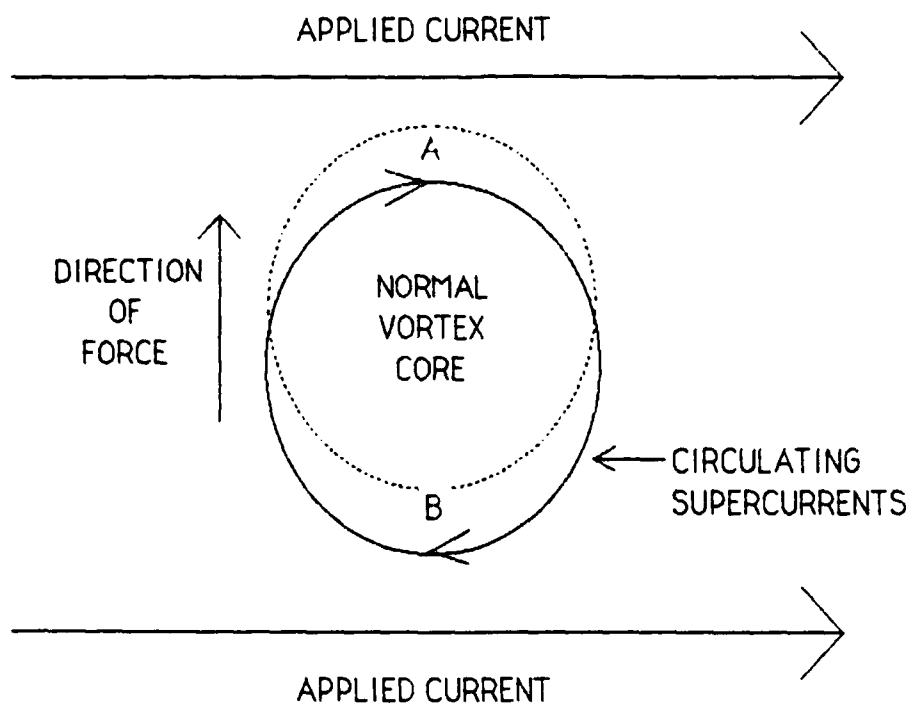 APPLIED CURRENT
A
DIRECTION
OF
FORCE
NORMAL
VORTEX
CORE
B
CIRCULATING
SUPERCURRENTS
APPLIED CURRENT